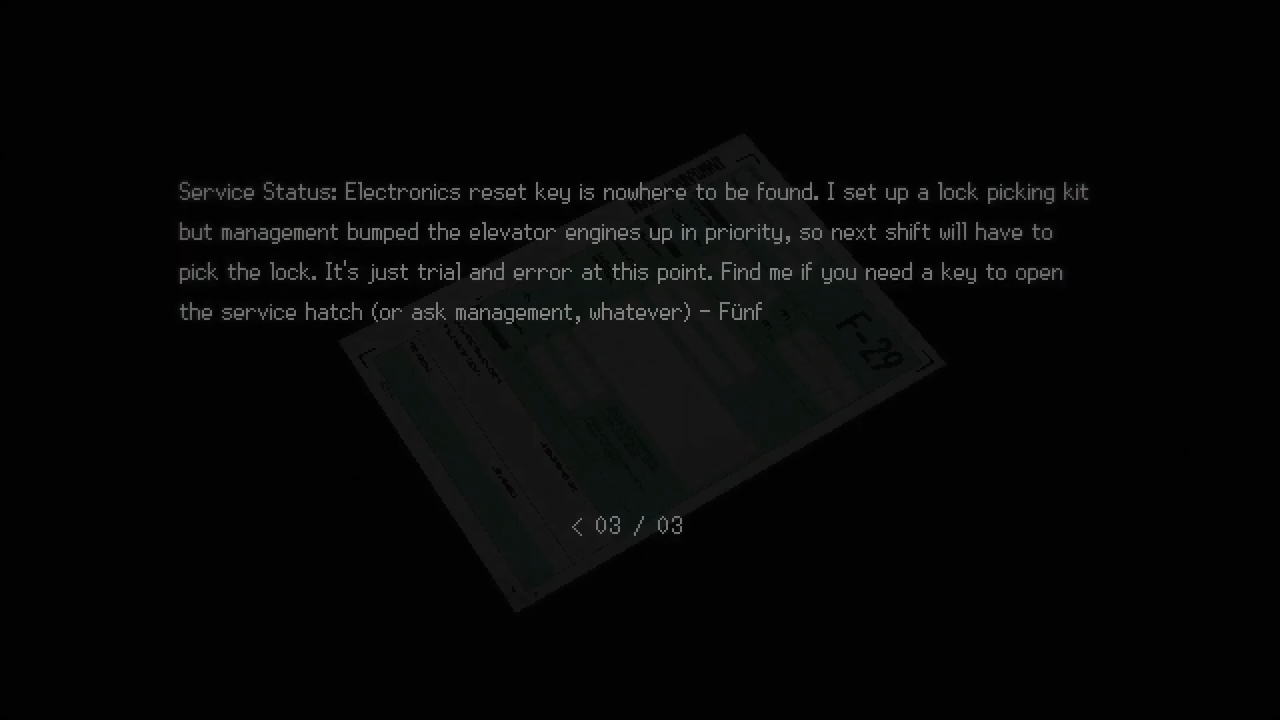 Service Status: Electronics reset key is nowhere to be found. I set up a lock picking kit
but management bumped the elevator engines up in priority, so next shift will have to
pick the lock. It's just trial and error at this point. Find me if you need a key to open
the service hatch (or ask management, whatever) - Fünf
F-29
< 03 / 03